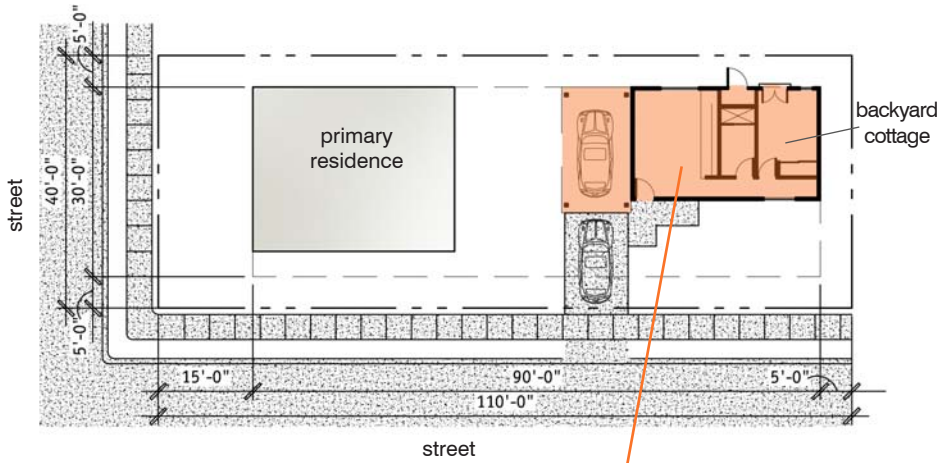 5'-0"
40'-0"
30'-0"
5'-0"
street
primary
residence
backyard
cottage
15'-0"
90'-0"
5'-0"
110'-0"
street